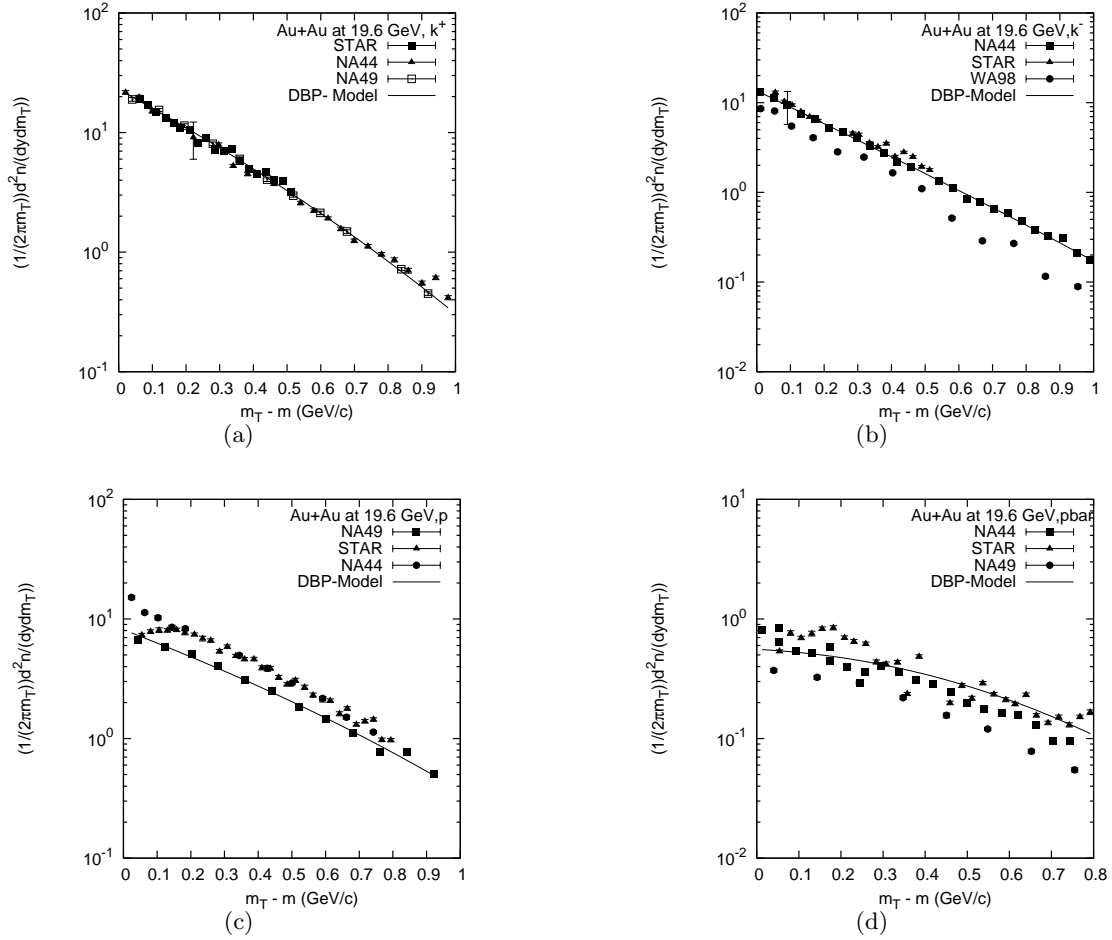 Au+Au at 19.6 GeV, k⁺
STAR
NA44
NA49
DBP- Model
10²
10¹
10⁰
10⁻¹
(1/(2πm_T))d²n/(dydm_T))
0 0.1 0.2 0.3 0.4 0.5 0.6 0.7 0.8 0.9 1
m_T - m (GeV/c)
(a)
Au+Au at 19.6 GeV,k⁻
NA44
STAR
WA98
DBP-Model
10²
10¹
10⁰
10⁻¹
10⁻²
(1/(2πm_T))d²n/(dydm_T))
0 0.1 0.2 0.3 0.4 0.5 0.6 0.7 0.8 0.9 1
m_T - m (GeV/c)
(b)
Au+Au at 19.6 GeV,p
NA49
STAR
NA44
DBP-Model
10²
10¹
10⁰
10⁻¹
(1/(2πm_T))d²n/(dydm_T))
0 0.1 0.2 0.3 0.4 0.5 0.6 0.7 0.8 0.9 1
m_T - m (GeV/c)
(c)
Au+Au at 19.6 GeV,pbar
NA44
STAR
NA49
DBP-Model
10¹
10⁰
10⁻¹
10⁻²
(1/(2πm_T))d²n/(dydm_T))
0 0.1 0.2 0.3 0.4 0.5 0.6 0.7 0.8
m_T - m (GeV/c)
(d)